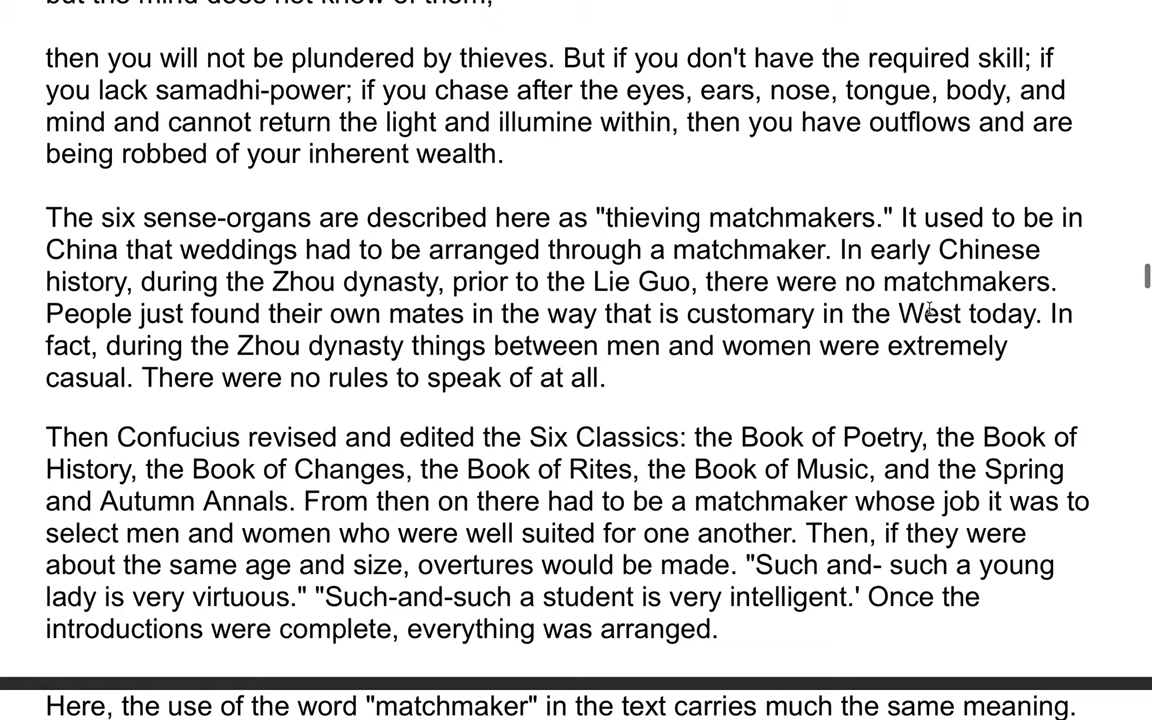 but the mind does not know of them,
then you will not be plundered by thieves. But if you don't have the required skill; if
you lack samadhi-power; if you chase after the eyes, ears, nose, tongue, body, and
mind and cannot return the light and illumine within, then you have outflows and are
being robbed of your inherent wealth.
The six sense-organs are described here as "thieving matchmakers." It used to be in
China that weddings had to be arranged through a matchmaker. In early Chinese
history, during the Zhou dynasty, prior to the Lie Guo, there were no matchmakers.
People just found their own mates in the way that is customary in the West today. In
fact, during the Zhou dynasty things between men and women were extremely
casual. There were no rules to speak of at all.
Then Confucius revised and edited the Six Classics: the Book of Poetry, the Book of
History, the Book of Changes, the Book of Rites, the Book of Music, and the Spring
and Autumn Annals. From then on there had to be a matchmaker whose job it was to
select men and women who were well suited for one another. Then, if they were
about the same age and size, overtures would be made. "Such and- such a young
lady is very virtuous." "Such-and-such a student is very intelligent.' Once the
introductions were complete, everything was arranged.
Here, the use of the word "matchmaker" in the text carries much the same meaning.